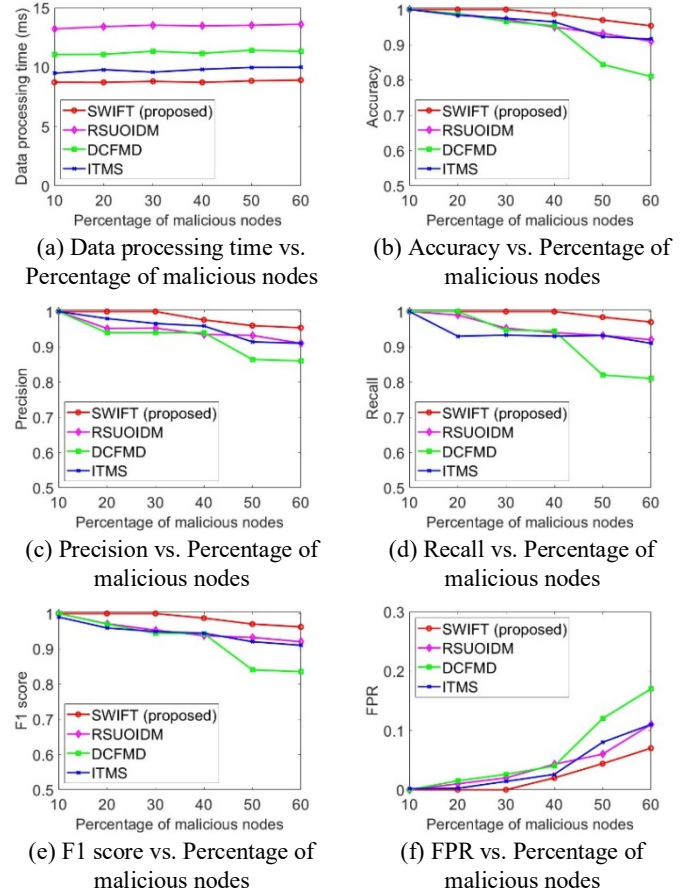 15
10
5
0
Data processing time (ms)
SWIFT (proposed)
RSUOIDM
DCFMD
ITMS
10 20 30 40 50 60
Percentage of malicious nodes
(a) Data processing time vs.
Percentage of malicious nodes
1
0.9
0.8
0.7
0.6
0.5
Accuracy
SWIFT (proposed)
RSUOIDM
DCFMD
ITMS
10 20 30 40 50 60
Percentage of malicious nodes
(b) Accuracy vs. Percentage of
malicious nodes
1
0.9
0.8
0.7
0.6
0.5
Precision
SWIFT (proposed)
RSUOIDM
DCFMD
ITMS
10 20 30 40 50 60
Percentage of malicious nodes
(c) Precision vs. Percentage of
malicious nodes
1
0.9
0.8
0.7
0.6
0.5
Recall
SWIFT (proposed)
RSUOIDM
DCFMD
ITMS
10 20 30 40 50 60
Percentage of malicious nodes
(d) Recall vs. Percentage of
malicious nodes
1
0.9
0.8
0.7
0.6
0.5
F1 score
SWIFT (proposed)
RSUOIDM
DCFMD
ITMS
10 20 30 40 50 60
Percentage of malicious nodes
(e) F1 score vs. Percentage of
malicious nodes
0.3
0.2
0.1
0
FPR
SWIFT (proposed)
RSUOIDM
DCFMD
ITMS
10 20 30 40 50 60
Percentage of malicious nodes
(f) FPR vs. Percentage of
malicious nodes